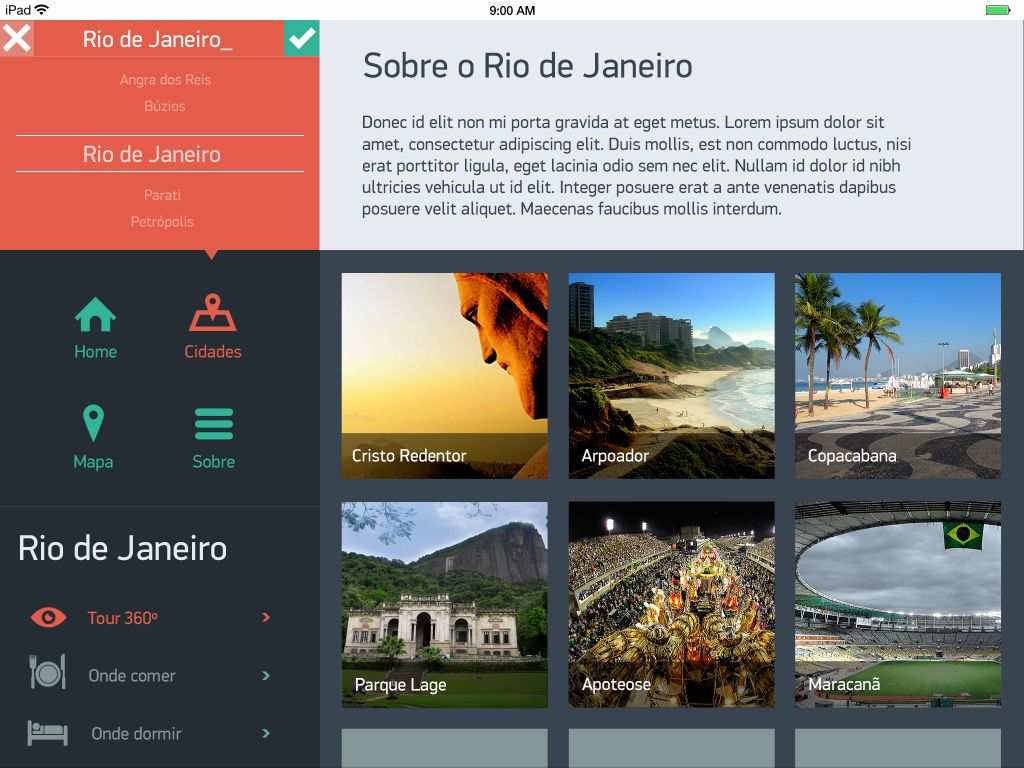 iPad
9:00 AM
Rio de Janeiro_
Angra dos Reis
Búzios
Rio de Janeiro
Parati
Petrópolis
Home
Cidades
Mapa
Sobre
Rio de Janeiro
Tour 360º
Onde comer
Onde dormir
Sobre o Rio de Janeiro
Donec id elit non mi porta gravida at eget metus. Lorem ipsum dolor sit
amet, consectetur adipiscing elit. Duis mollis, est non commodo luctus, nisi
erat porttitor ligula, eget lacinia odio sem nec elit. Nullam id dolor id nibh
ultricies vehicula ut id elit. Integer posuere erat a ante venenatis dapibus
posuere velit aliquet. Maecenas faucibus mollis interdum.
Cristo Redentor
Arpoador
Copacabana
Parque Lage
Apoteose
Maracanã